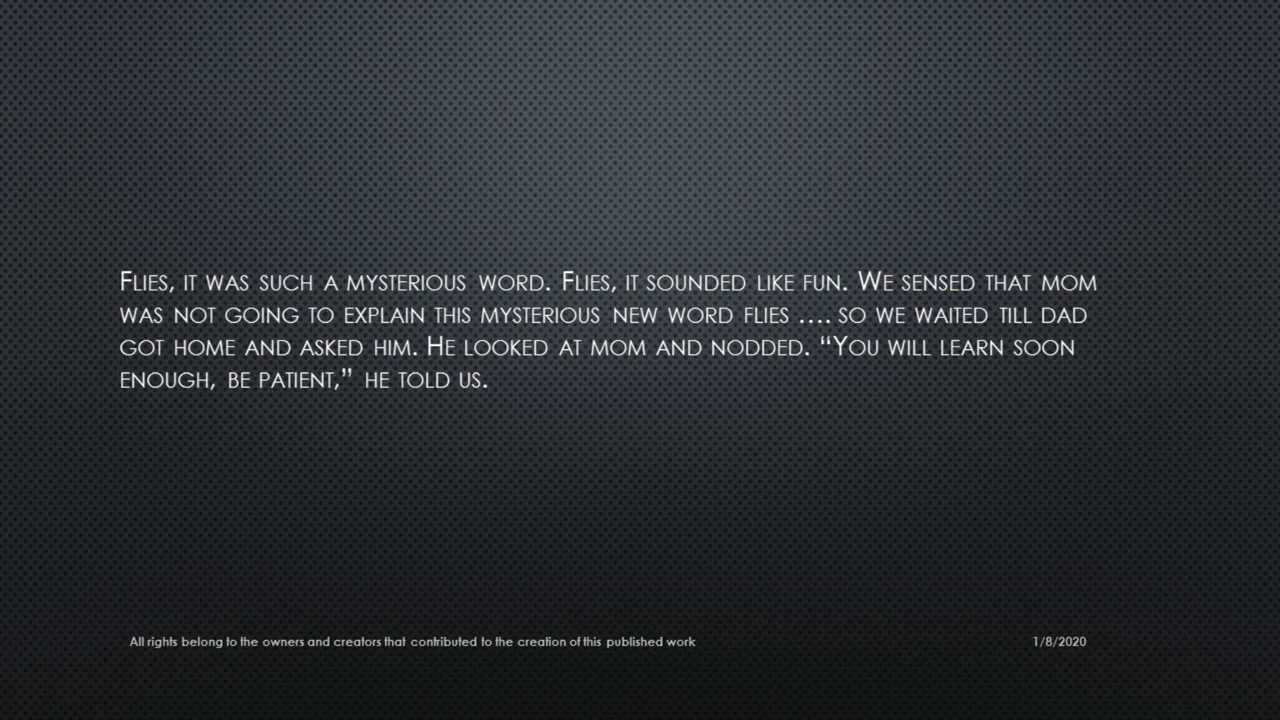 Flies, it was such a mysterious word. Flies, it sounded like fun. We sensed that mom
was not going to explain this mysterious new word flies .... so we waited till dad
got home and asked him. He looked at mom and nodded. “You will learn soon
enough, be patient,” he told us.
All rights belong to the owners and creators that contributed to the creation of this published work
1/8/2020